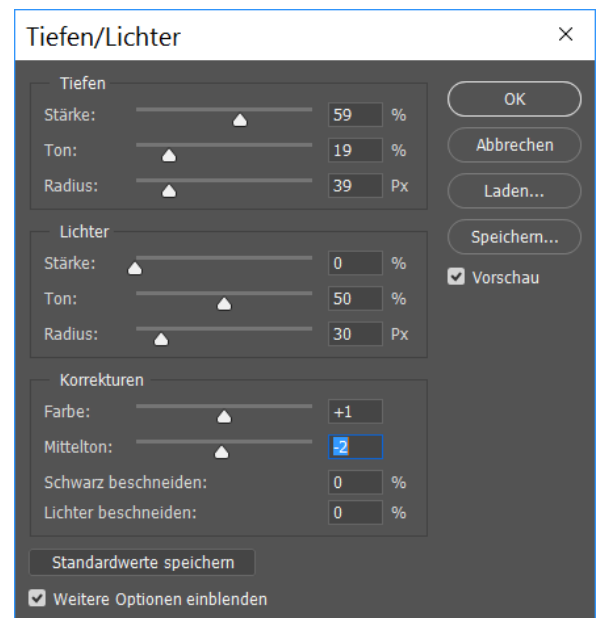 Tiefen/Lichter
Tiefen
Stärke: 59 %
Ton: 19 %
Radius: 39 Px
Lichter
Stärke: 0 %
Ton: 50 %
Radius: 30 Px
Korrekturen
Farbe: +1
Mittelton: -2
Schwarz beschneiden: 0 %
Lichter beschneiden: 0 %
Standardwerte speichern
Weitere Optionen einblenden
OK
Abbrechen
Laden...
Speichern...
Vorschau